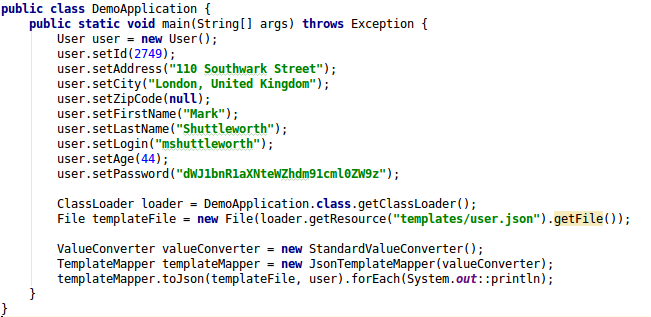 public class DemoApplication {
    public static void main(String[] args) throws Exception {
        User user = new User();
        user.setId(2749);
        user.setAddress("110 Southwark Street");
        user.setCity("London, United Kingdom");
        user.setZipCode(null);
        user.setFirstName("Mark");
        user.setLastName("Shuttleworth");
        user.setLogin("mshuttleworth");
        user.setAge(44);
        user.setPassword("dWJ1bnR1aXNteWZhdm91cml0ZW9z");

        ClassLoader loader = DemoApplication.class.getClassLoader();
        File templateFile = new File(loader.getResource("templates/user.json").getFile());

        ValueConverter valueConverter = new StandardValueConverter();
        TemplateMapper templateMapper = new JsonTemplateMapper(valueConverter);
        templateMapper.toJson(templateFile, user).forEach(System.out::println);
    }
}